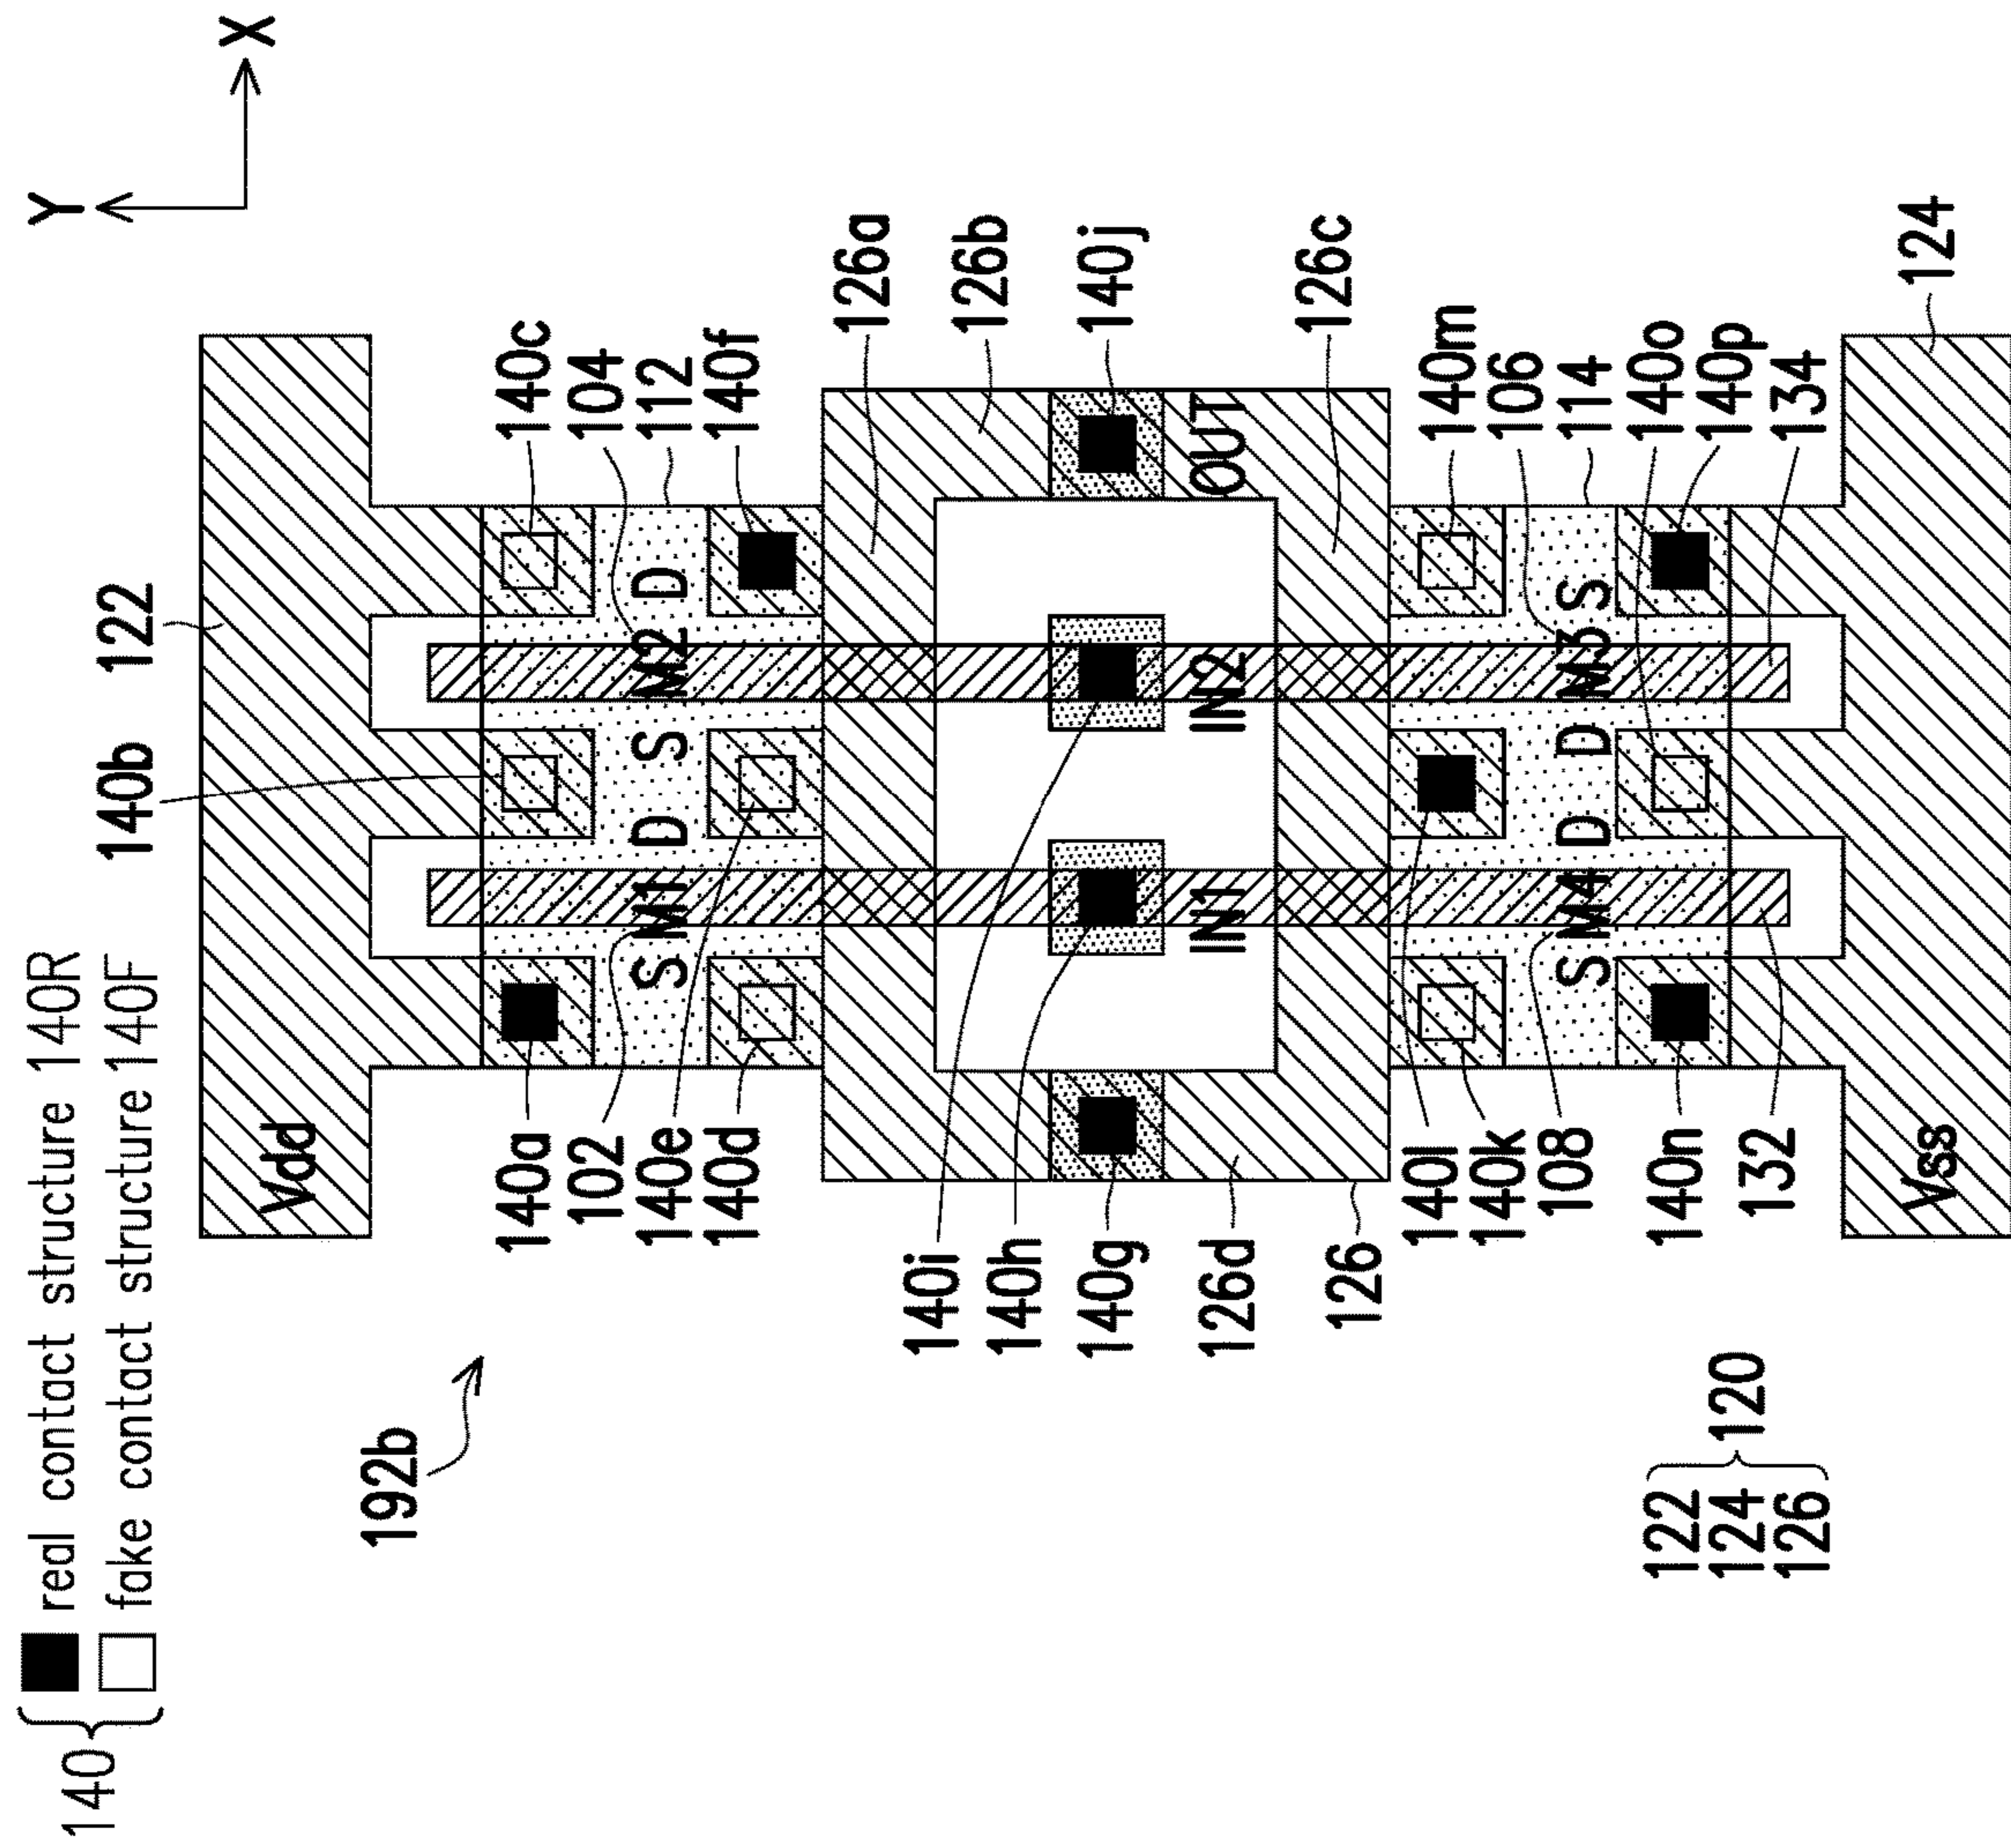 140
real contact structure 140R
fake contact structure 140F
Y
X
192b
122
140b
Vdd
140a
102
140e
140d
140c
104
112
140f
S M1 D S M2 D
126a
126b
140j
126c
140i
140h
140g
126d
126
IN1
IN2
OUT
140l
140k
108
140n
132
140m
106
114
140o
140p
134
S M4 D D M3 S
124
Vss
122
124
126
120